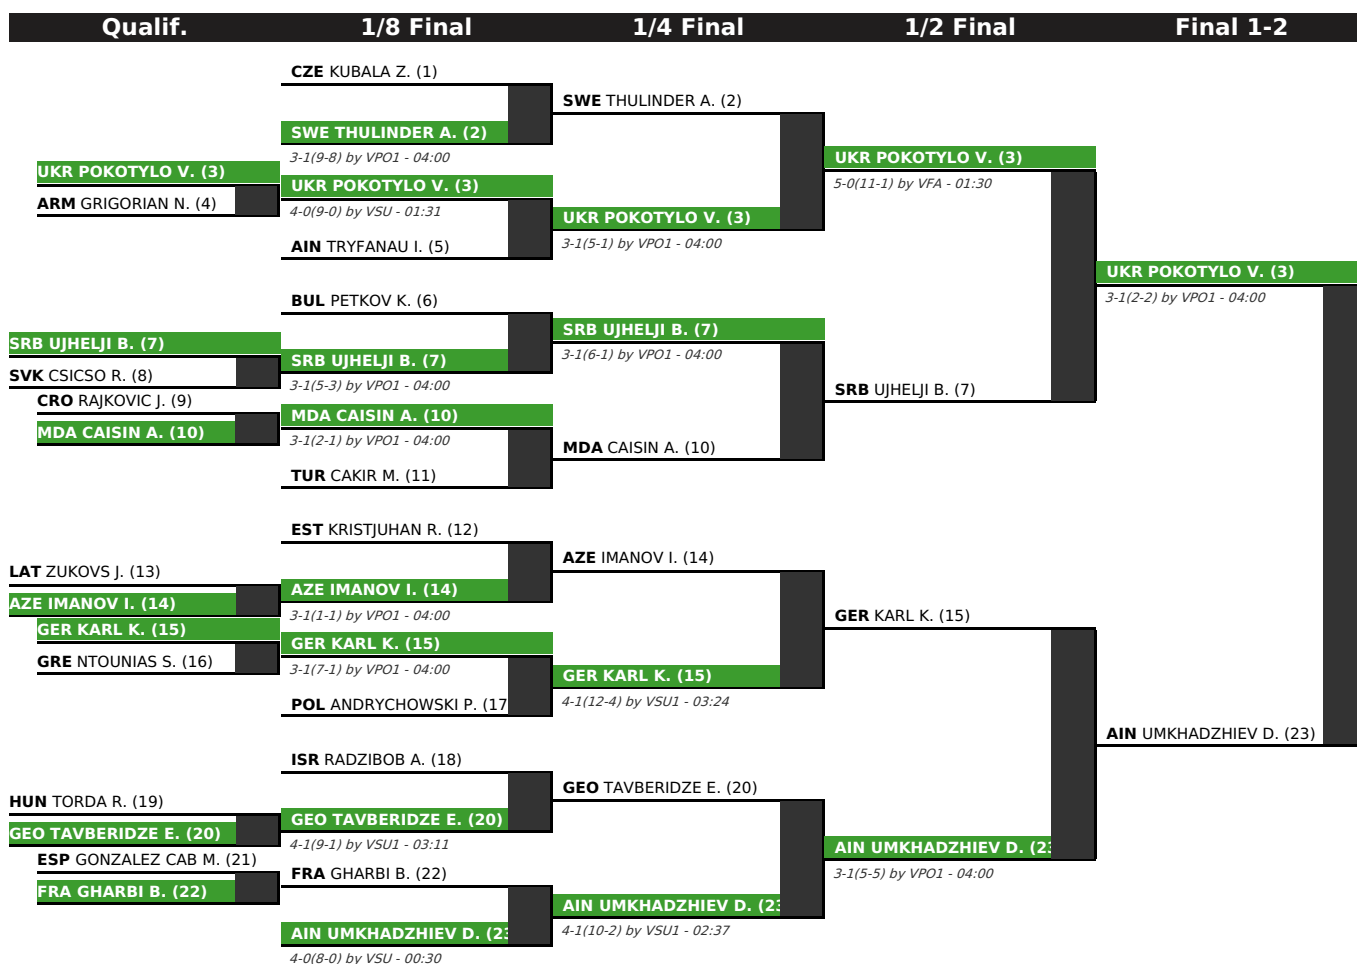 Qualif.
1/8 Final
1/4 Final
1/2 Final
Final 1-2
UKR POKOTYLO V. (3)
ARM GRIGORIAN N. (4)
SRB UJHELJI B. (7)
SVK CSICSO R. (8)
CRO RAJKOVIC J. (9)
MDA CAISIN A. (10)
LAT ZUKOVS J. (13)
AZE IMANOV I. (14)
GER KARL K. (15)
GRE NTOUNIAS S. (16)
HUN TORDA R. (19)
GEO TAVBERIDZE E. (20)
ESP GONZALEZ CAB M. (21)
FRA GHARBI B. (22)
CZE KUBALA Z. (1)
SWE THULINDER A. (2)
3-1(9-8) by VPO1 - 04:00
UKR POKOTYLO V. (3)
4-0(9-0) by VSU - 01:31
AIN TRYFANAU I. (5)
BUL PETKOV K. (6)
SRB UJHELJI B. (7)
3-1(5-3) by VPO1 - 04:00
MDA CAISIN A. (10)
3-1(2-1) by VPO1 - 04:00
TUR CAKIR M. (11)
EST KRISTJUHAN R. (12)
AZE IMANOV I. (14)
3-1(1-1) by VPO1 - 04:00
GER KARL K. (15)
3-1(7-1) by VPO1 - 04:00
POL ANDRYCHOWSKI P. (17
ISR RADZIBOB A. (18)
GEO TAVBERIDZE E. (20)
4-1(9-1) by VSU1 - 03:11
FRA GHARBI B. (22)
AIN UMKHADZHIEV D. (23
4-0(8-0) by VSU - 00:30
SWE THULINDER A. (2)
UKR POKOTYLO V. (3)
3-1(5-1) by VPO1 - 04:00
SRB UJHELJI B. (7)
3-1(6-1) by VPO1 - 04:00
MDA CAISIN A. (10)
AZE IMANOV I. (14)
GER KARL K. (15)
4-1(12-4) by VSU1 - 03:24
GEO TAVBERIDZE E. (20)
AIN UMKHADZHIEV D. (23
4-1(10-2) by VSU1 - 02:37
UKR POKOTYLO V. (3)
5-0(11-1) by VFA - 01:30
SRB UJHELJI B. (7)
GER KARL K. (15)
AIN UMKHADZHIEV D. (23
3-1(5-5) by VPO1 - 04:00
UKR POKOTYLO V. (3)
3-1(2-2) by VPO1 - 04:00
AIN UMKHADZHIEV D. (23)